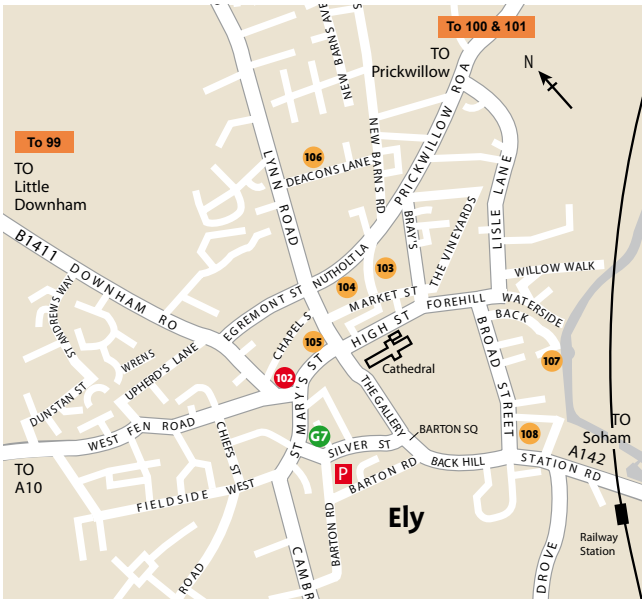 To 100 & 101
TO
Prickwillow
N
To 99
TO
Little
Downham
NEW BARNS AVE
NEW BARNS RD
PRICKWILLOW ROA
LYNN ROAD
106
DEACONS LANE
BRAY'S
THE VINEYARDS
LISLE LANE
B1411 DOWNHAM RO
ST ANDREWS WAY
EGREMONT ST
NUTHOLT LA
103
104
MARKET ST
WILLOW WALK
FOREHILL
WATERSIDE
BACK
HIGH ST
CHAPEL S
105
Cathedral
107
WRENS
UPHERD'S LANE
DUNSTAN ST
102
ST MARY'S ST
THE GALLERY
BROAD STREET
WEST FEN ROAD
CHIEFS ST
G7
SILVER ST
BARTON SQ
108
TO
Soham
A142
TO
A10
FIELDSIDE WEST
P
BARTON RD
BACK HILL
STATION RD
BARTON RD
Ely
Railway
Station
ROAD
CAMBR
DROVE